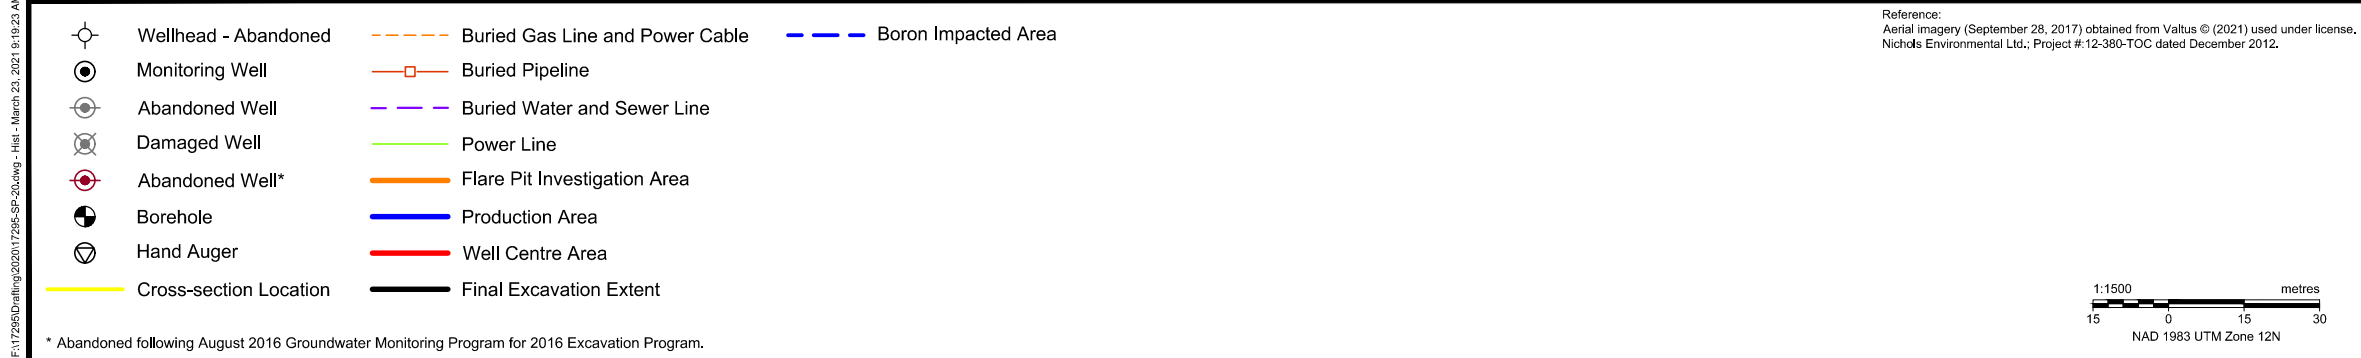 F:\17295\Drafting\2020\17295-SP-20.dwg - Hist - March 23, 2021 9:19:23 AM
Wellhead - Abandoned
Monitoring Well
Abandoned Well
Damaged Well
Abandoned Well*
Borehole
Hand Auger
Cross-section Location
Buried Gas Line and Power Cable
Buried Pipeline
Buried Water and Sewer Line
Power Line
Flare Pit Investigation Area
Production Area
Well Centre Area
Final Excavation Extent
Boron Impacted Area
* Abandoned following August 2016 Groundwater Monitoring Program for 2016 Excavation Program.
Reference:
Aerial imagery (September 28, 2017) obtained from Valtus © (2021) used under license.
Nichols Environmental Ltd.; Project #:12-380-TOC dated December 2012.
1:1500 metres
15 0 15 30
NAD 1983 UTM Zone 12N